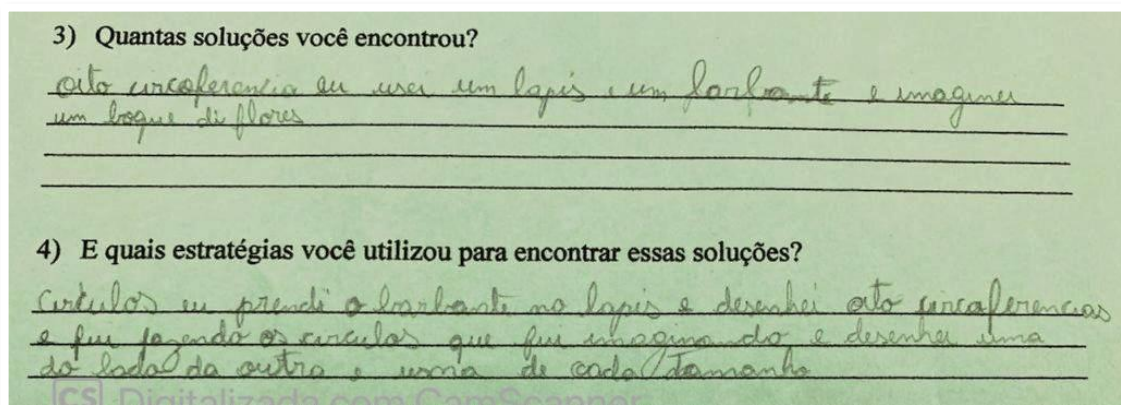 3) Quantas soluções você encontrou?
oito circoferencia eu usei um lapis e um barbante e imaginei
um boque di flores
4) E quais estratégias você utilizou para encontrar essas soluções?
Circulos eu prendi o barbante no lapis e desenhei oito circoferencias
e fui fazendo os circulos que fui imaginando e desenhei uma
do lado da outra e uma de cada tamanho
CS Digitalizada com CamScanner